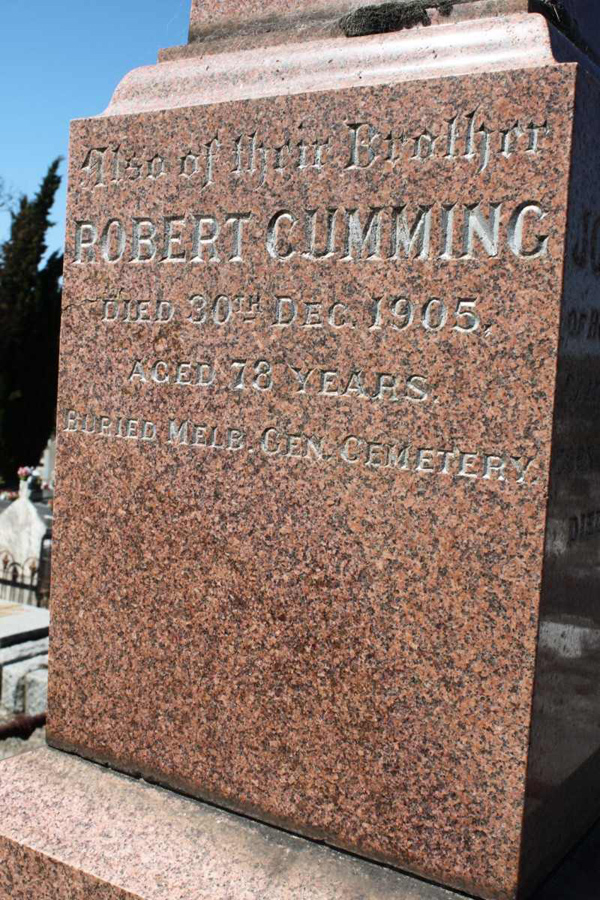 Also of their Brother
ROBERT CUMMING
DIED 30TH DEC. 1905,
AGED 78 YEARS.
BURIED MELB. GEN. CEMETERY.